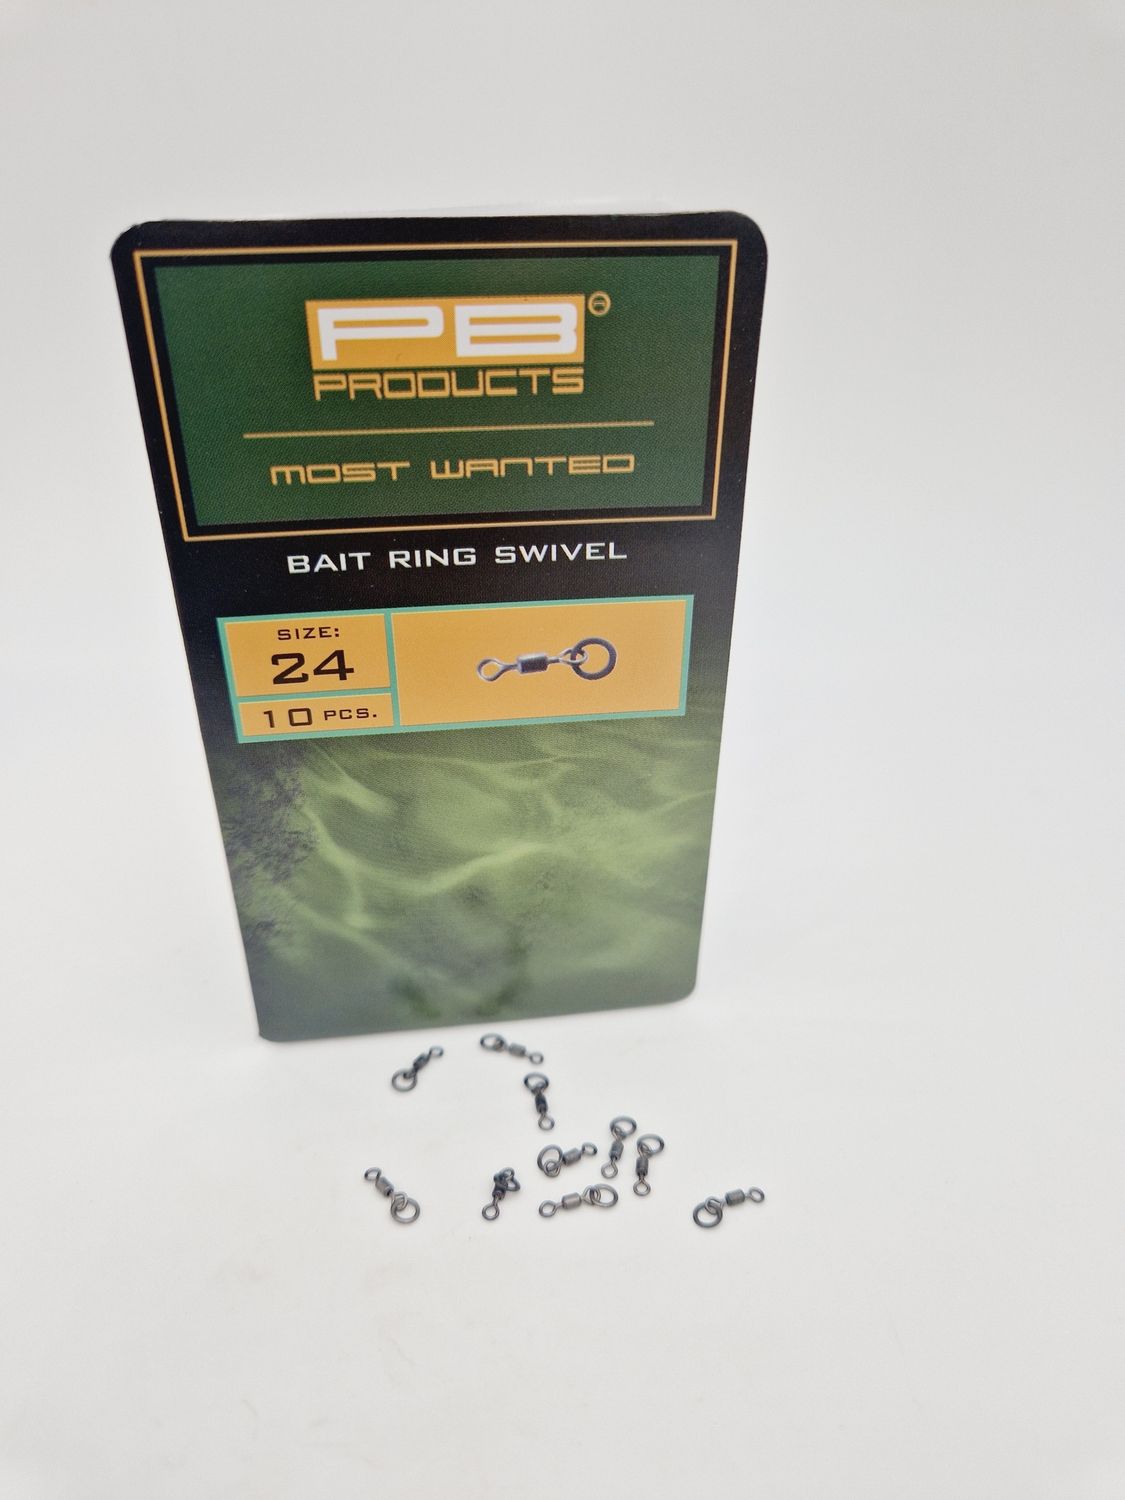 PB
PRODUCTS
MOST WANTED
BAIT RING SWIVEL
SIZE:
24
10 PCS.